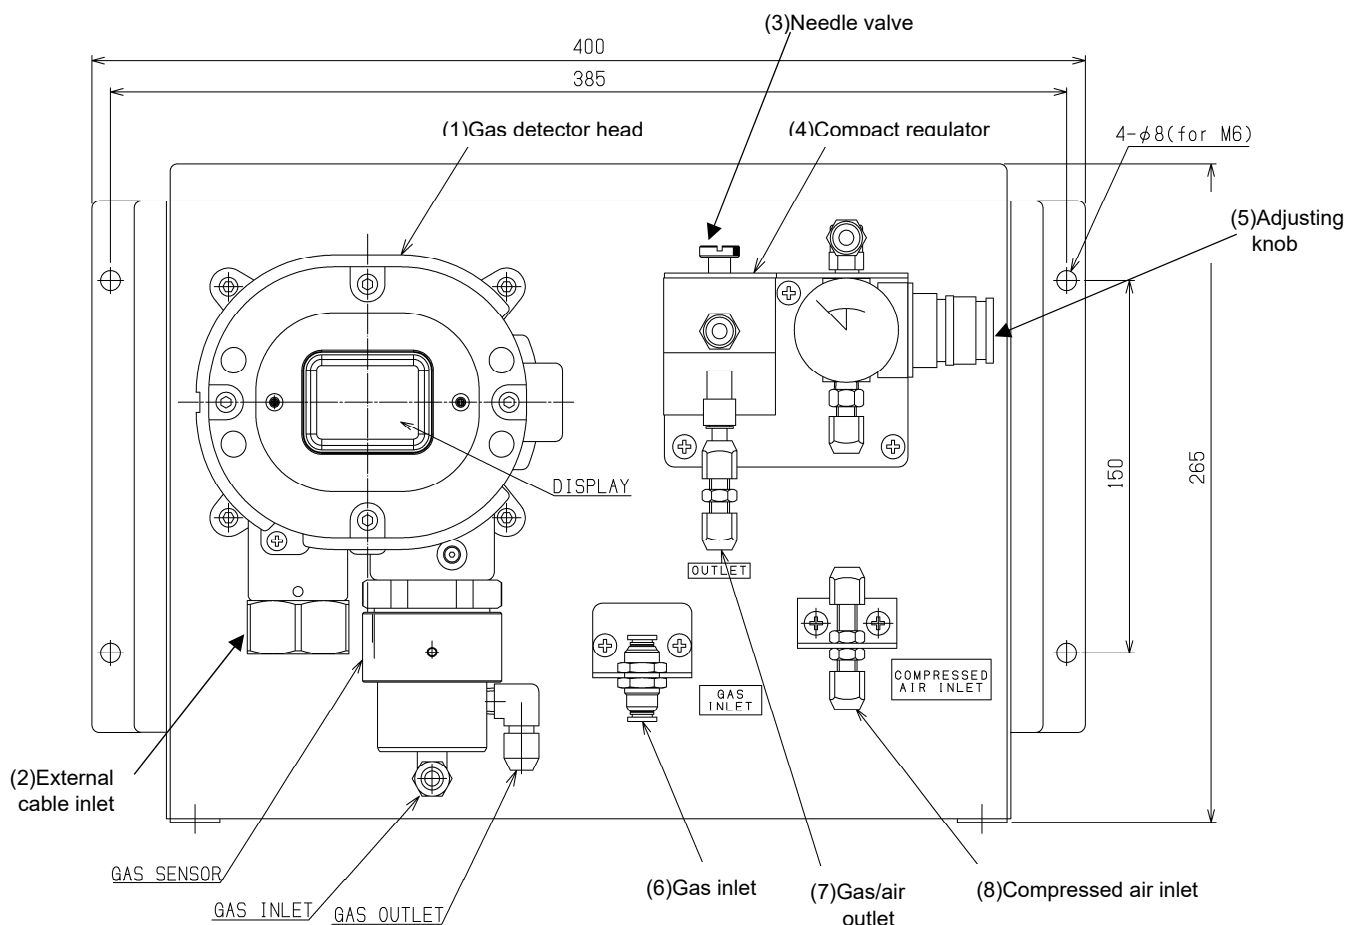 (3)Needle valve
400
385
(1)Gas detector head
(4)Compact regulator
4-φ8(for M6)
(5)Adjusting
knob
150
265
DISPLAY
OUTLET
GAS
INLET
COMPRESSED
AIR INLET
(2)External
cable inlet
GAS SENSOR
GAS INLET
GAS OUTLET
(6)Gas inlet
(7)Gas/air
outlet
(8)Compressed air inlet